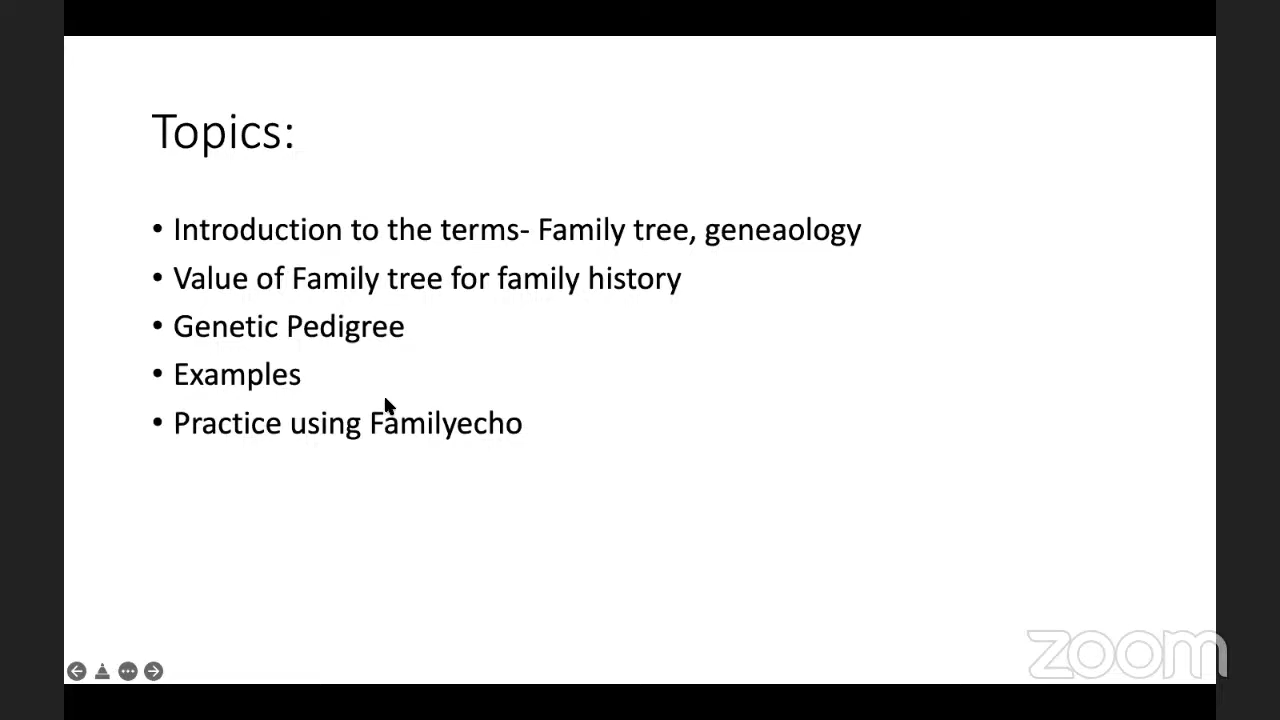 Topics:
• Introduction to the terms- Family tree, geneaology
• Value of Family tree for family history
• Genetic Pedigree
• Examples
• Practice using Familyecho
zoom